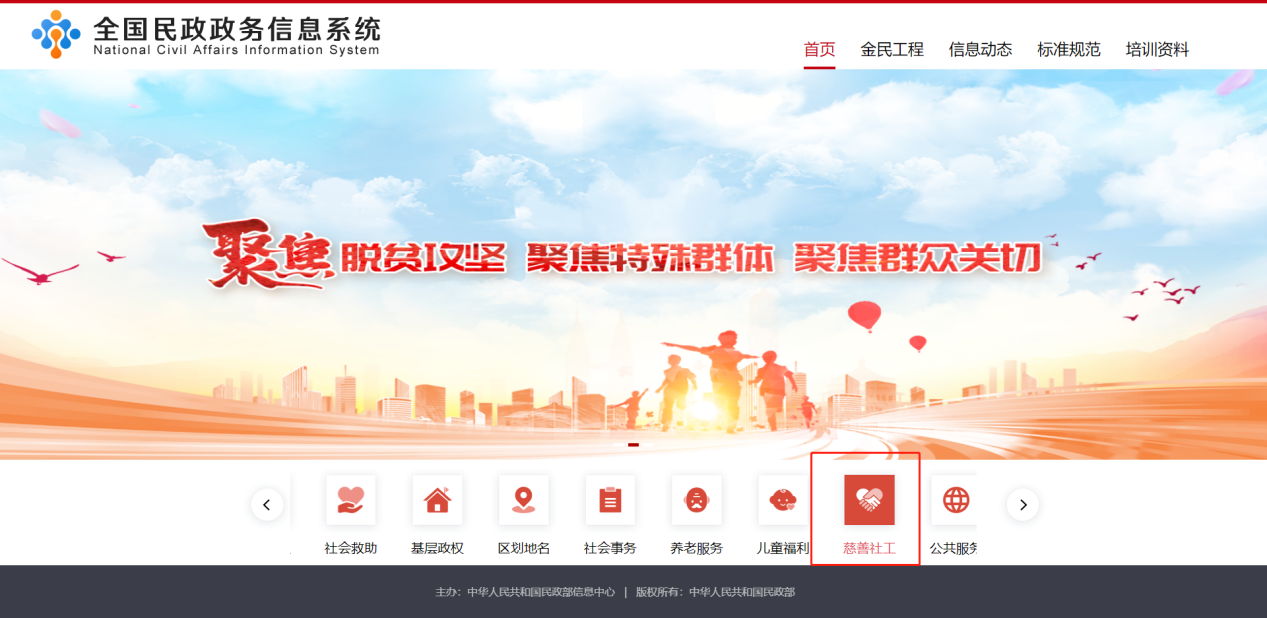 全国民政政务信息系统
National Civil Affairs Information System
首页 金民工程 信息动态 标准规范 培训资料
聚焦脱贫攻坚 聚焦特殊群体 聚焦群众关切
社会救助 基层政权 区划地名 社会事务 养老服务 儿童福利 慈善社工 公共服务
主办：中华人民共和国民政部信息中心 | 版权所有：中华人民共和国民政部